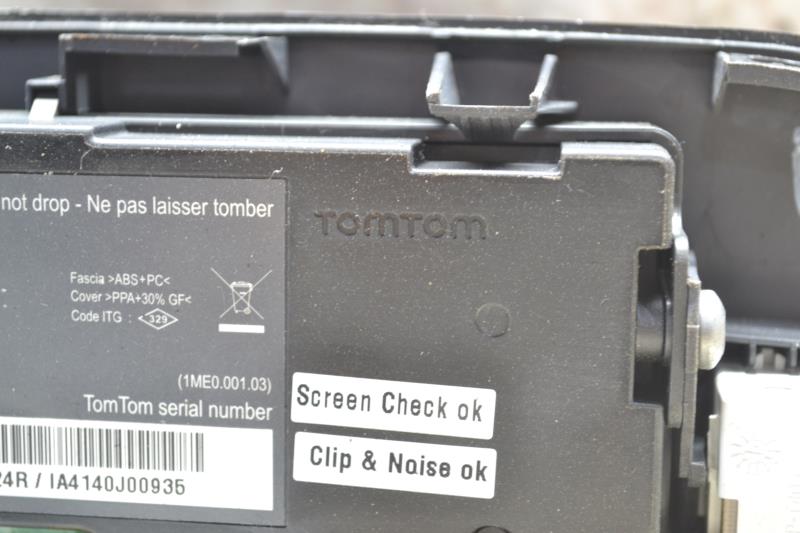 not drop - Ne pas laisser tomber
TOMTOM
Fascia >ABS+PC<
Cover >PPA+30% GF<
Code ITG : 329
(1ME0.001.03)
TomTom serial number
Screen Check ok
Clip & Noise ok
24R / IA4140J00935